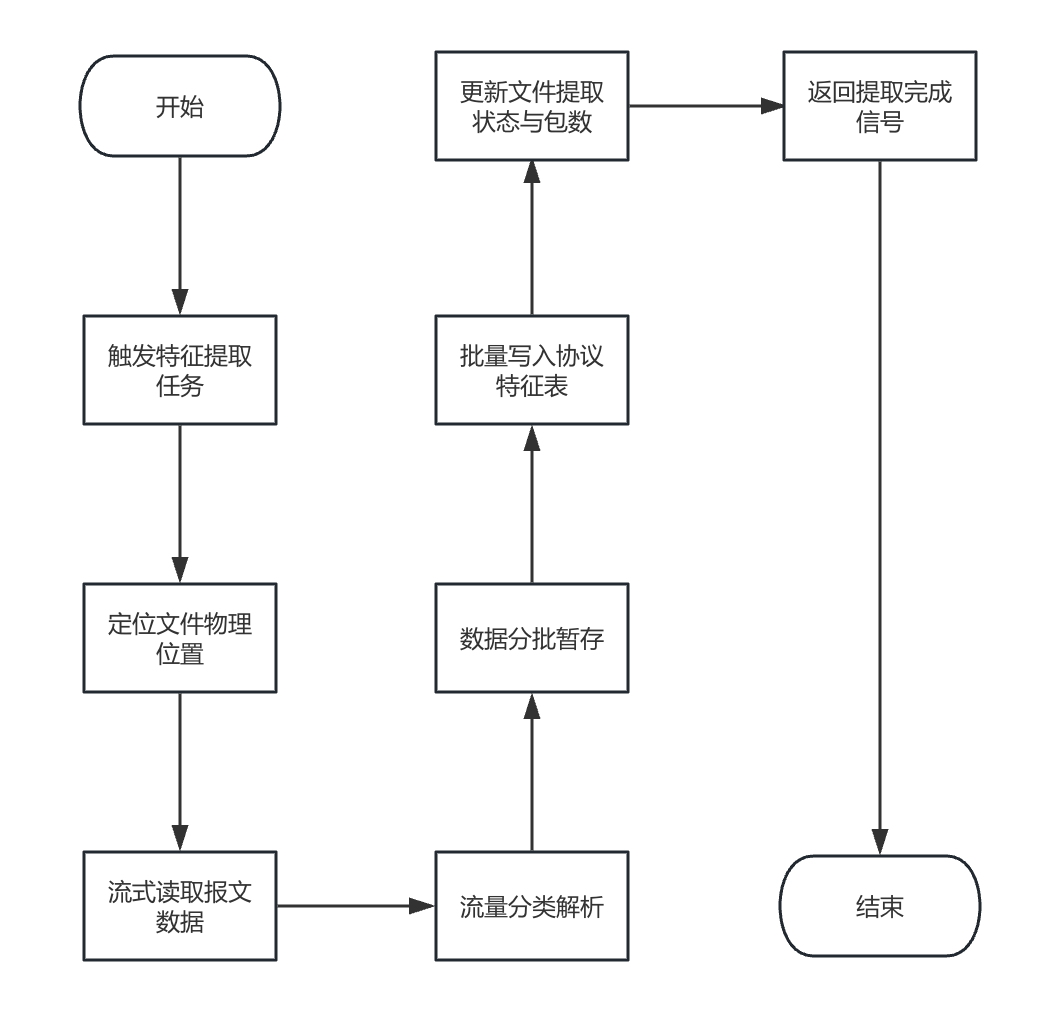 开始
触发特征提取
任务
定位文件物理
位置
流式读取报文
数据
流量分类解析
数据分批暂存
批量写入协议
特征表
更新文件提取
状态与包数
返回提取完成
信号
结束